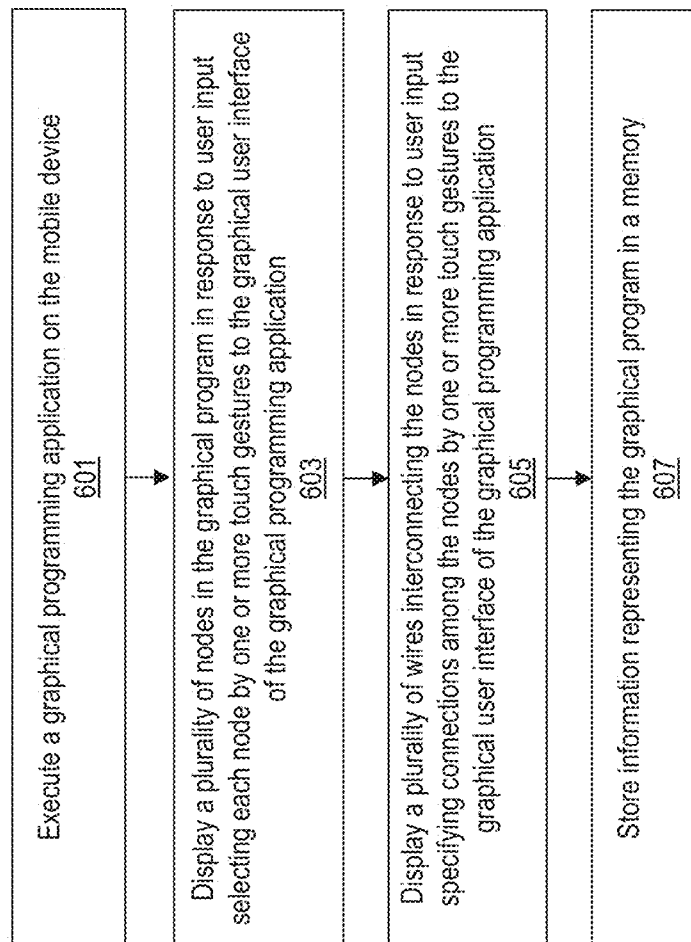 Execute a graphical programming application on the mobile device
601
Display a plurality of nodes in the graphical program in response to user input
selecting each node by one or more touch gestures to the graphical user interface
of the graphical programming application
603
Display a plurality of wires interconnecting the nodes in response to user input
specifying connections among the nodes by one or more touch gestures to the
graphical user interface of the graphical programming application
605
Store information representing the graphical program in a memory
607